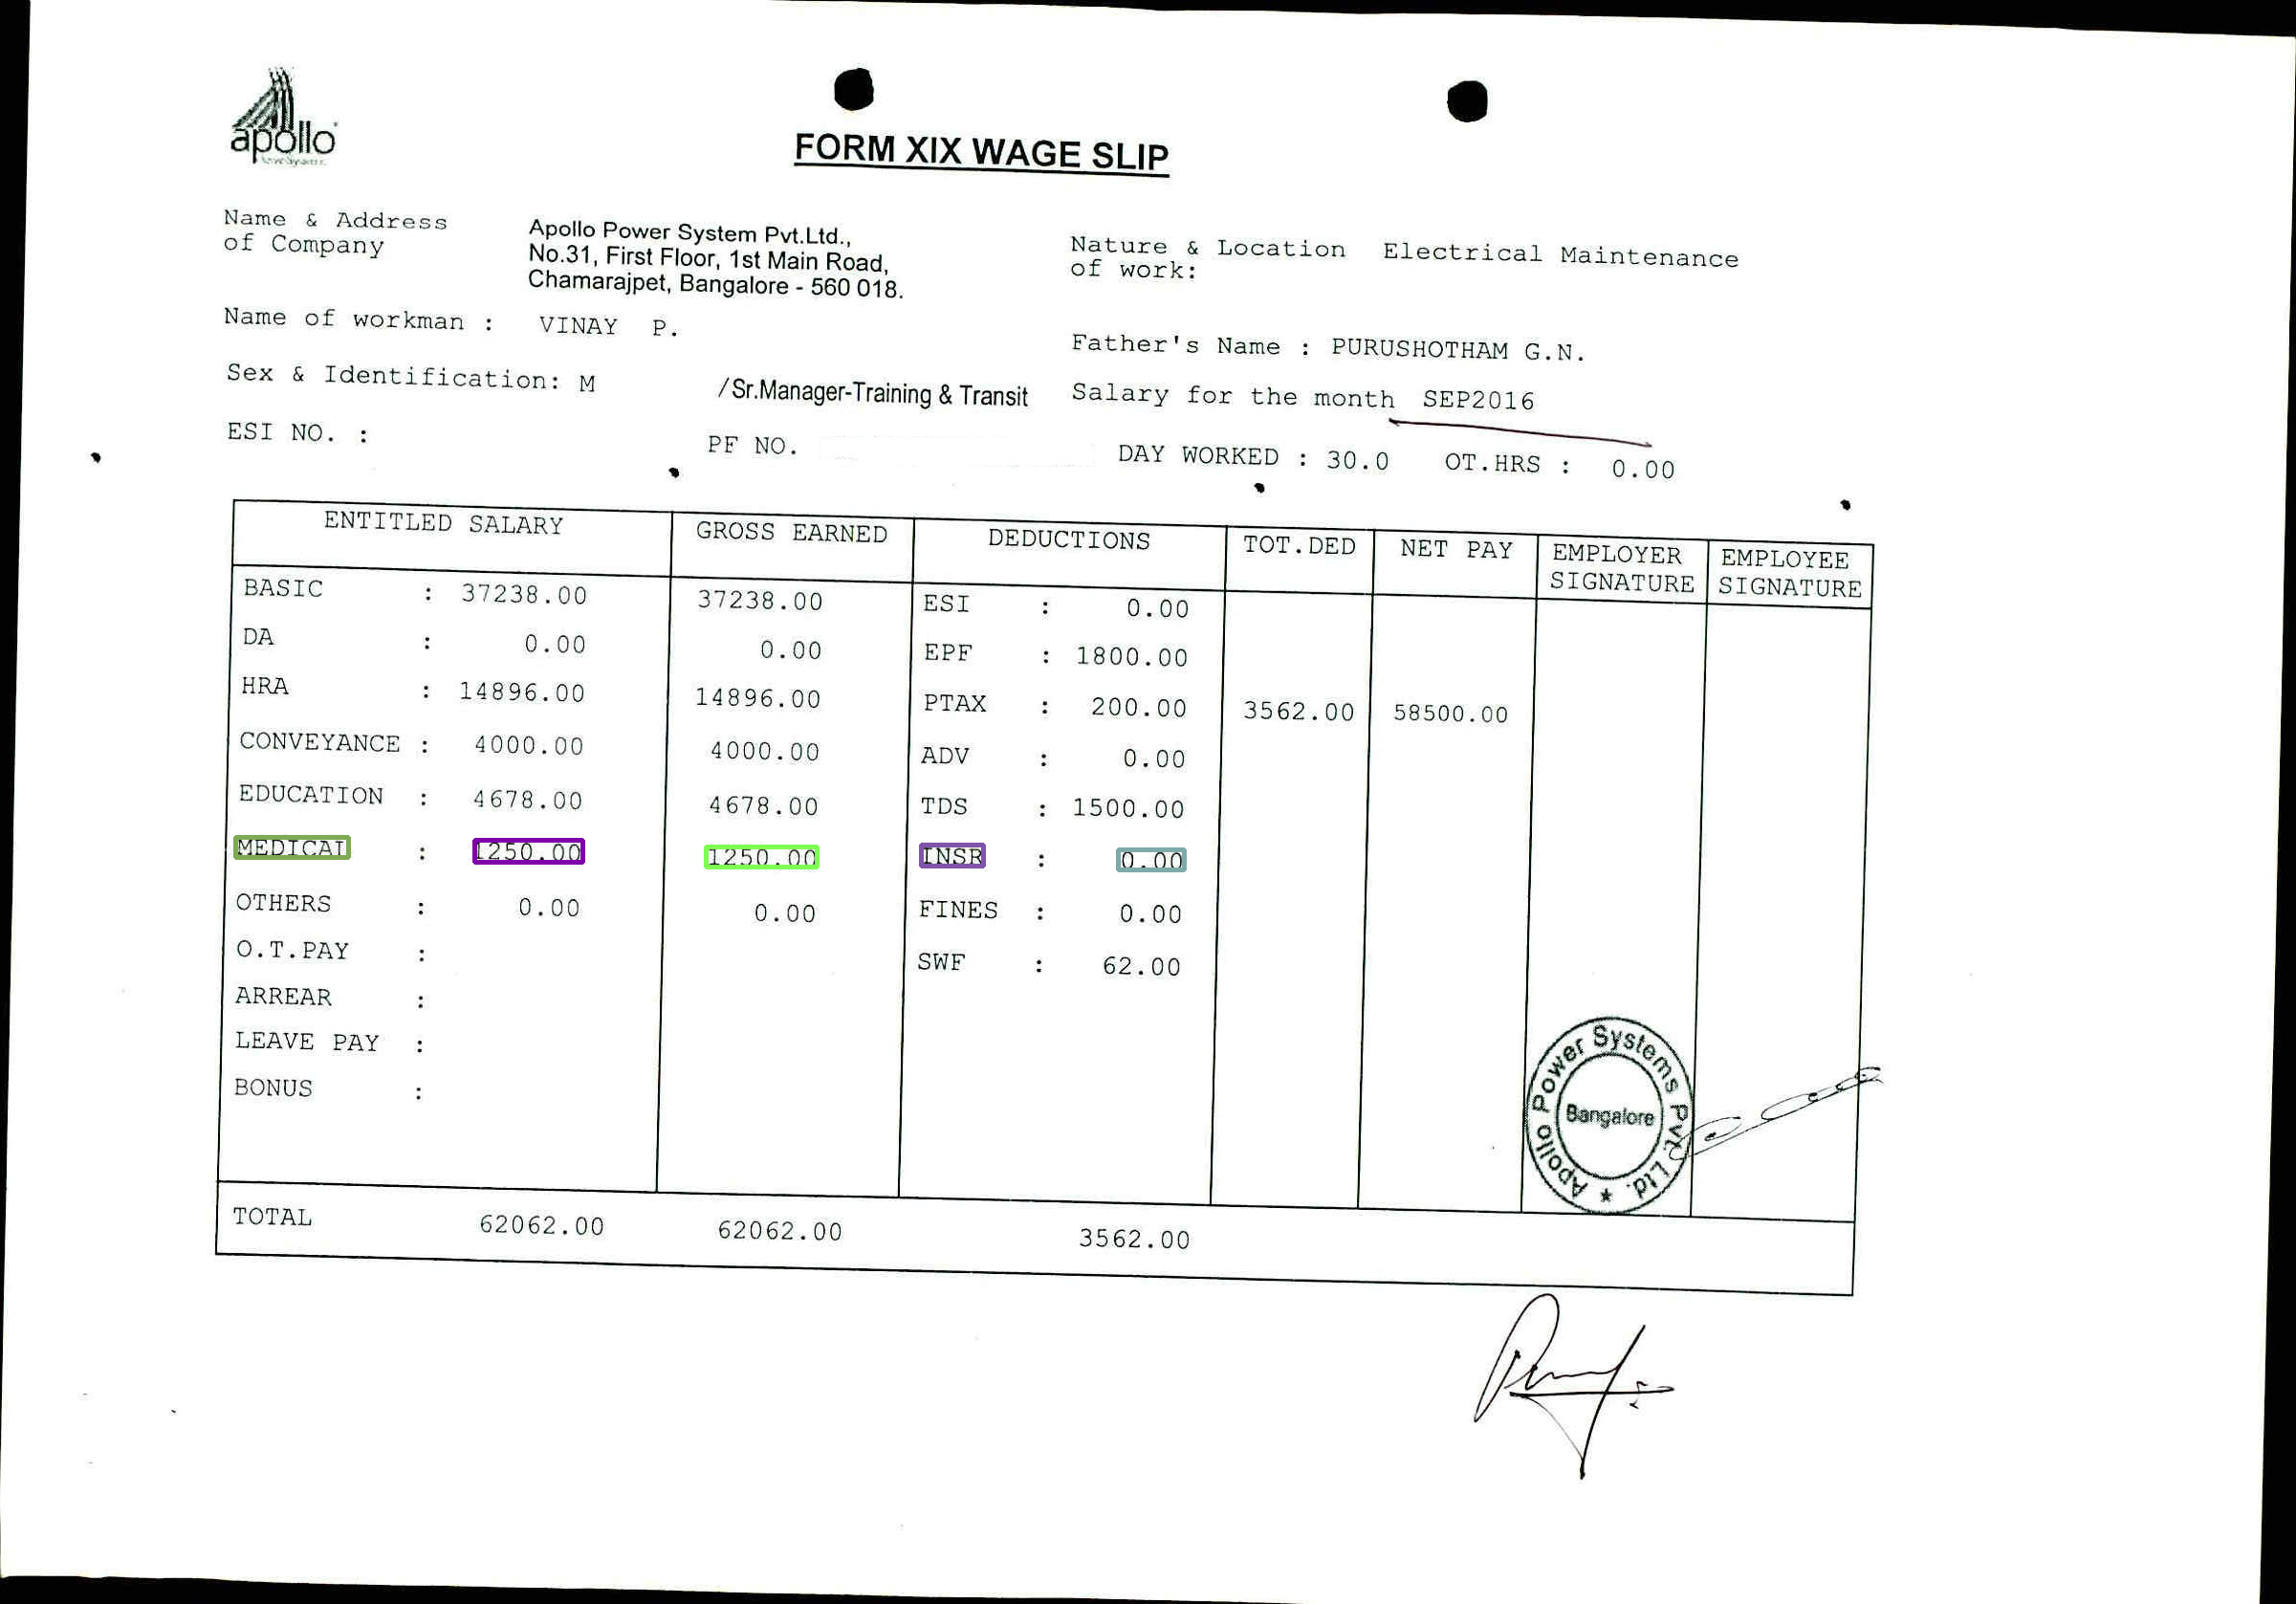 apollo
FORM XIX WAGE SLIP
Name & Address of Company
Apollo Power System Pvt.Ltd.,
No.31, First Floor, 1st Main Road,
Chamarajpet, Bangalore - 560 018.
Nature & Location of work: Electrical Maintenance
Name of workman : VINAY P.
Father's Name : PURUSHOTHAM G.N.
Sex & Identification: M /Sr.Manager-Training & Transit
Salary for the month SEP2016
ESI NO. : PF NO. DAY WORKED : 30.0 OT.HRS : 0.00
ENTITLED SALARY GROSS EARNED DEDUCTIONS TOT.DED NET PAY EMPLOYER SIGNATURE EMPLOYEE SIGNATURE
BASIC : 37238.00 37238.00 ESI : 0.00
DA : 0.00 0.00 EPF : 1800.00
HRA : 14896.00 14896.00 PTAX : 200.00 3562.00 58500.00
CONVEYANCE : 4000.00 4000.00 ADV : 0.00
EDUCATION : 4678.00 4678.00 TDS : 1500.00
MEDICAL : 1250.00 1250.00 INSR : 0.00
OTHERS : 0.00 0.00 FINES : 0.00
O.T.PAY :
SWF : 62.00
ARREAR :
LEAVE PAY :
BONUS :
Apollo Power Systems Pvt. Ltd. ★
Bangalore
TOTAL 62062.00 62062.00 3562.00